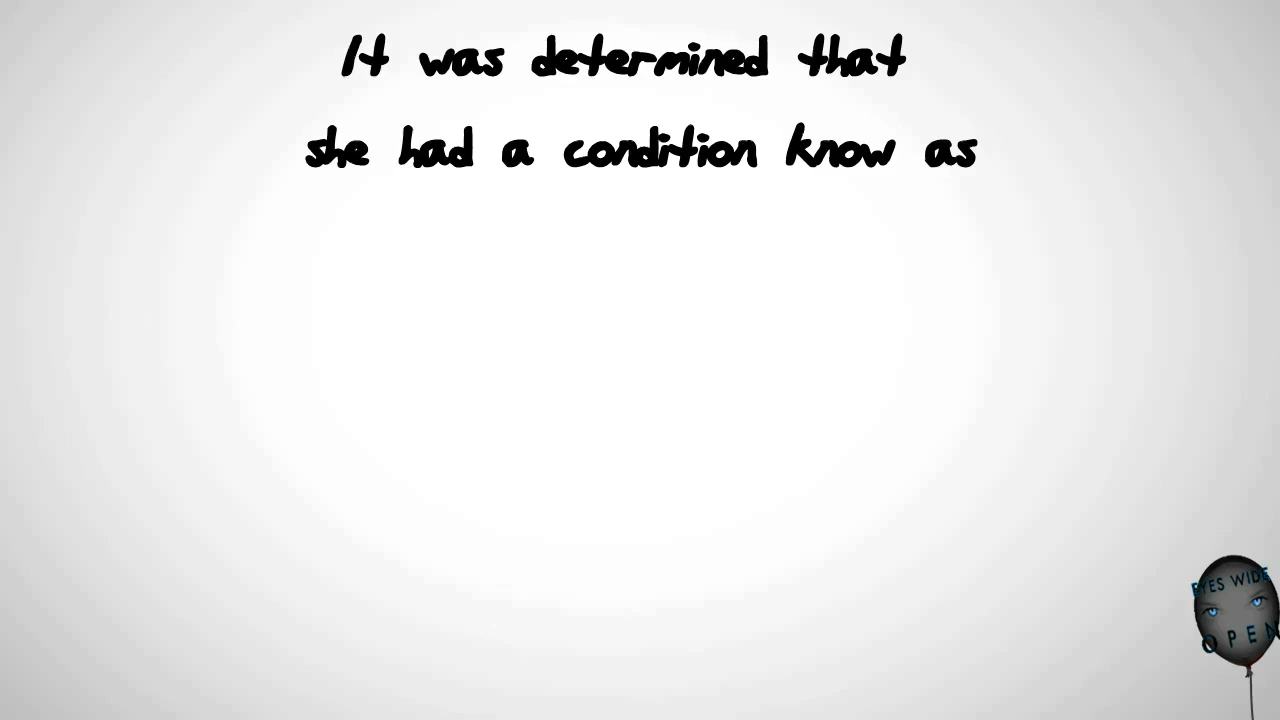 It was determined that
she had a condition know as
EYES WIDE
OPEN